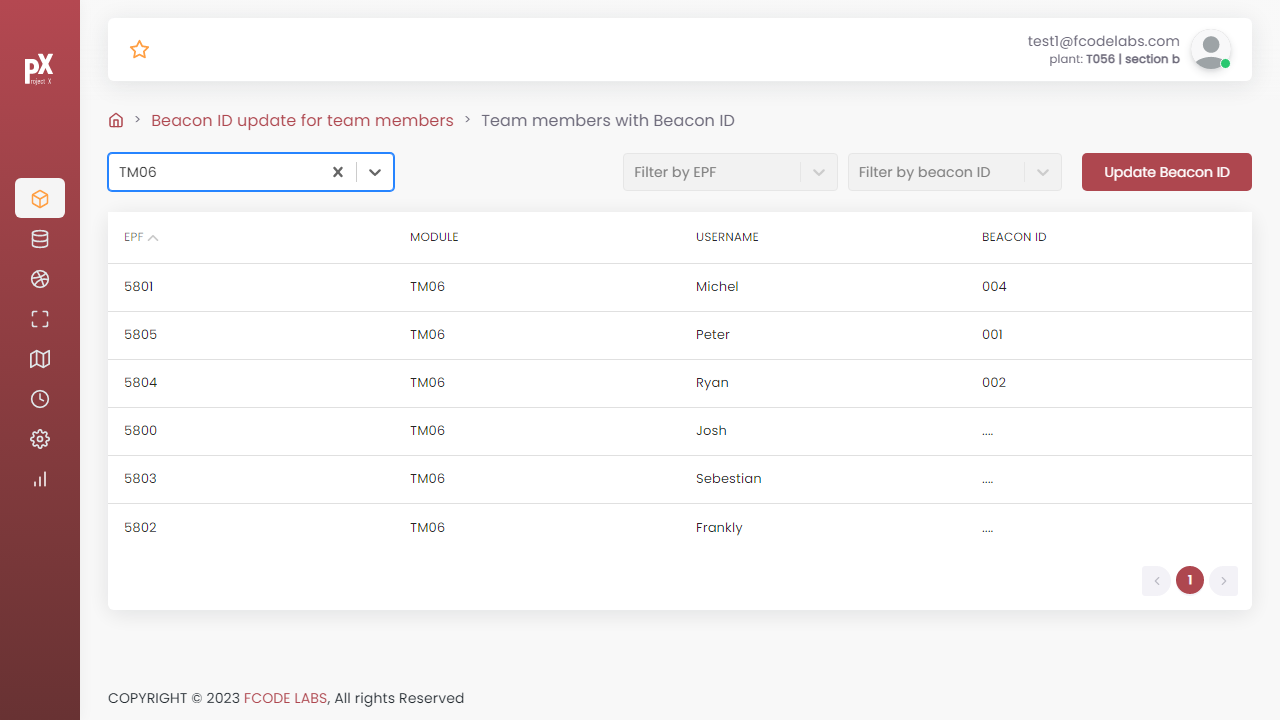 pX
roject X
test1@fcodelabs.com
plant: T056 | section b
> Beacon ID update for team members > Team members with Beacon ID
TM06 Filter by EPF Filter by beacon ID Update Beacon ID
EPF MODULE USERNAME BEACON ID
5801 TM06 Michel 004
5805 TM06 Peter 001
5804 TM06 Ryan 002
5800 TM06 Josh ....
5803 TM06 Sebestian ....
5802 TM06 Frankly ....
< 1 >
COPYRIGHT © 2023 FCODE LABS, All rights Reserved